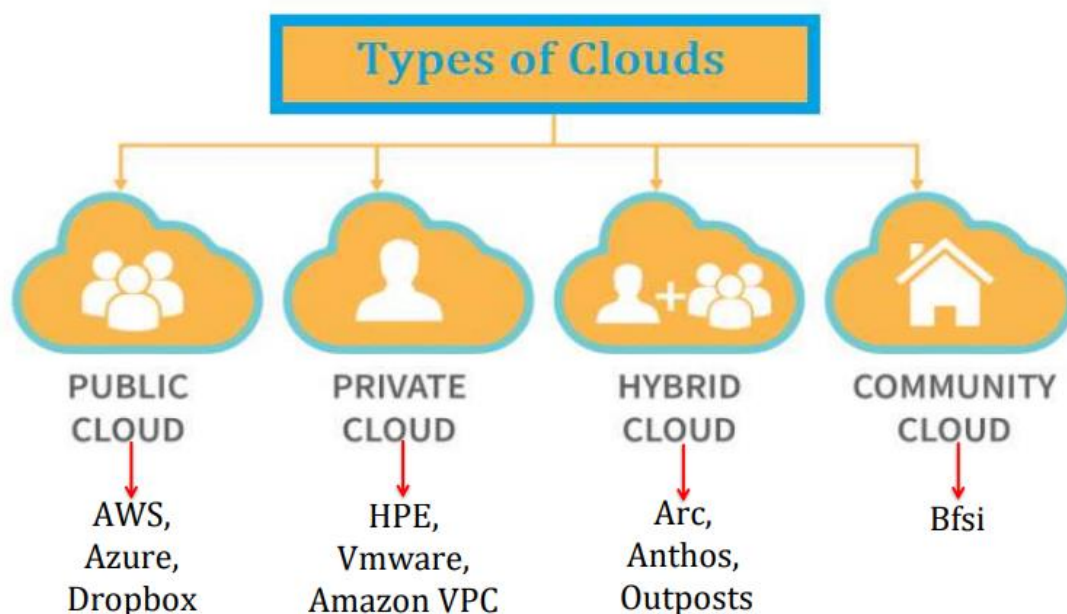 Types of Clouds
PUBLIC
CLOUD
PRIVATE
CLOUD
HYBRID
CLOUD
COMMUNITY
CLOUD
AWS,
Azure,
Dropbox
HPE,
Vmware,
Amazon VPC
Arc,
Anthos,
Outposts
Bfsi